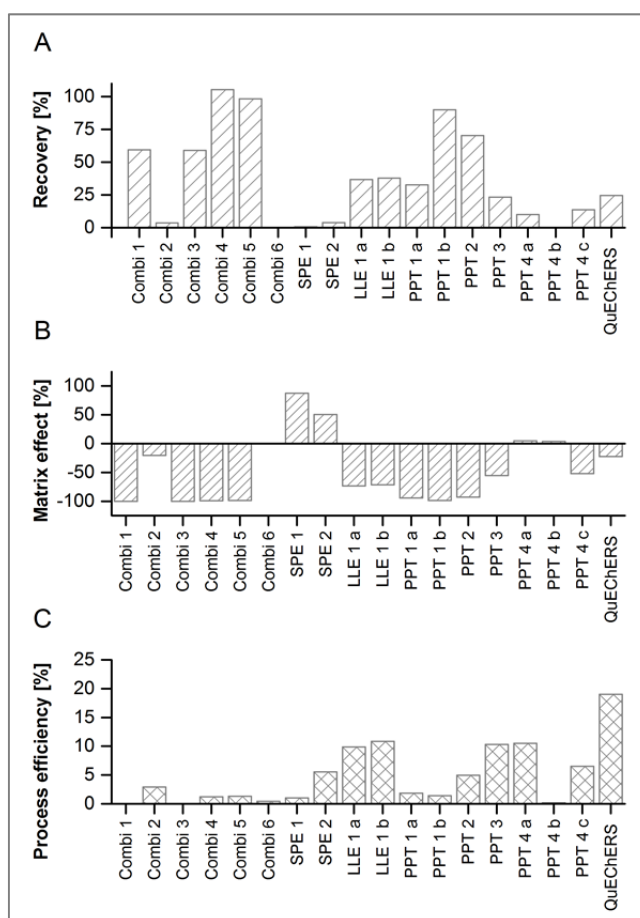 A
Recovery [%]
100
75
50
25
0
Combi 1
Combi 2
Combi 3
Combi 4
Combi 5
Combi 6
SPE 1
SPE 2
LLE 1 a
LLE 1 b
PPT 1 a
PPT 1 b
PPT 2
PPT 3
PPT 4 a
PPT 4 b
PPT 4 c
QuEChERS
B
Matrix effect [%]
100
50
0
-50
-100
Combi 1
Combi 2
Combi 3
Combi 4
Combi 5
Combi 6
SPE 1
SPE 2
LLE 1 a
LLE 1 b
PPT 1 a
PPT 1 b
PPT 2
PPT 3
PPT 4 a
PPT 4 b
PPT 4 c
QuEChERS
C
Process efficiency [%]
25
20
15
10
5
0
Combi 1
Combi 2
Combi 3
Combi 4
Combi 5
Combi 6
SPE 1
SPE 2
LLE 1 a
LLE 1 b
PPT 1 a
PPT 1 b
PPT 2
PPT 3
PPT 4 a
PPT 4 b
PPT 4 c
QuEChERS